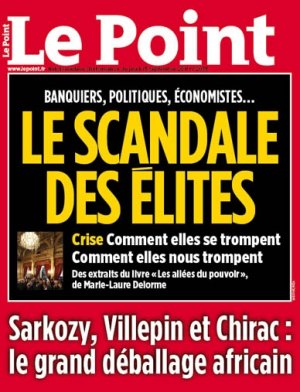 Le Point
www.lepoint.fr
BANQUIERS, POLITIQUES, ÉCONOMISTES...
LE SCANDALE
DES ÉLITES
Crise Comment elles se trompent
Comment elles nous trompent
Des extraits du livre « Les allées du pouvoir »,
de Marie-Laure Delorme
Sarkozy, Villepin et Chirac :
le grand déballage africain